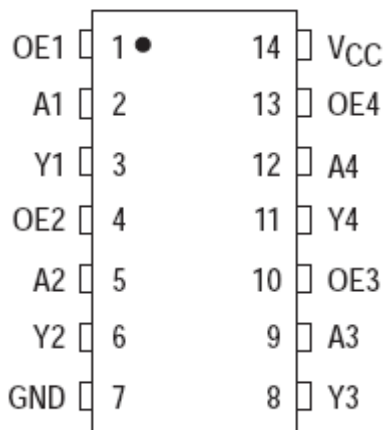 OE1 1 14 VCC
A1 2 13 OE4
Y1 3 12 A4
OE2 4 11 Y4
A2 5 10 OE3
Y2 6 9 A3
GND 7 8 Y3